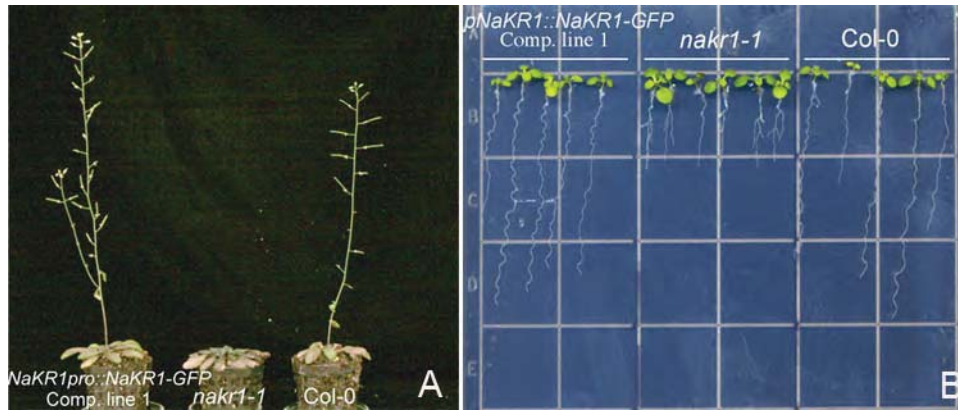 NaKR1pro::NaKR1-GFP
Comp. line 1
nakr1-1
Col-0
A
pNaKR1::NaKR1-GFP
Comp. line 1
nakr1-1
Col-0
A
B
C
D
E
B